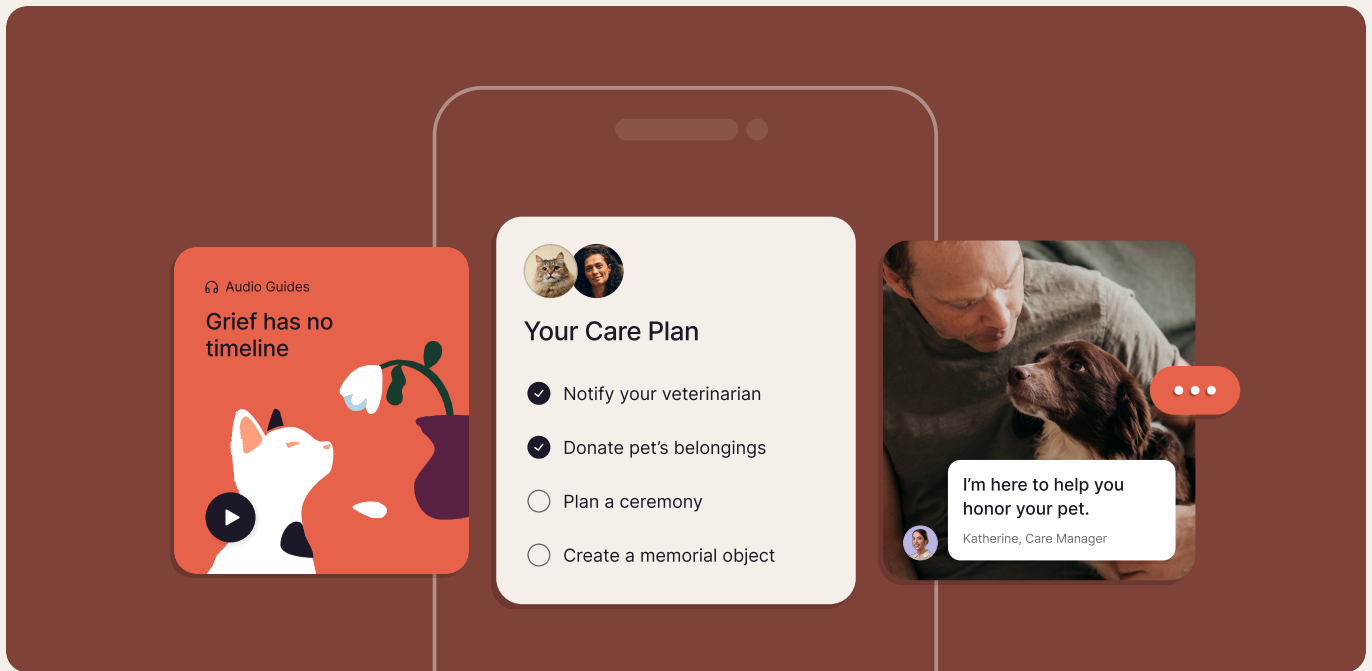 Audio Guides
Grief has no
timeline
Your Care Plan
Notify your veterinarian
Donate pet’s belongings
Plan a ceremony
Create a memorial object
I’m here to help you
honor your pet.
Katherine, Care Manager